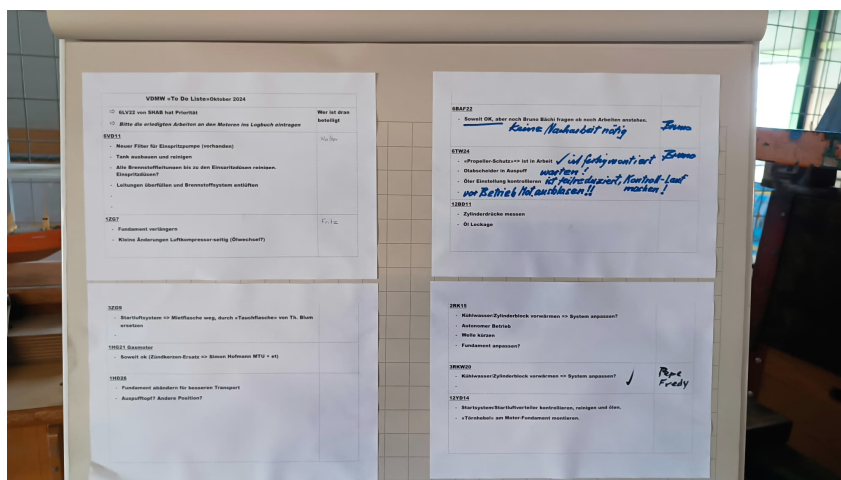 VDMW «To Do Liste»Oktober 2024
⇨ 6LV22 von SHAB hat Priorität
⇨ Bitte die erledigten Arbeiten an den Motoren ins Logbuch eintragen
Wer ist dran
beteiligt
6VD11
- Neuer Filter für Einspritzpumpe (vorhanden)
- Tank ausbauen und reinigen
- Alle Brennstoffleitungen bis zu den Einspritzdüsen reinigen.
Einspritzdüsen?
- Leitungen überfüllen und Brennstoffsystem entlüften
-
-
1ZG7
Fritz
- Fundament verlängern
- Kleine Änderungen Luftkompressor-seitig (Ölwechsel?)
3ZG9
- Startluftsystem => Mietflasche weg, durch «Tauchflasche» von Th. Blum
ersetzen
-
1HG21 Gasmotor
- Soweit ok (Zündkerzen-Ersatz => Simon Hofmann MTU + et)
1HD26
- Fundament abändern für besseren Transport
- Auspufftopf? Andere Position?
6BAF22
- Soweit OK, aber noch Bruno Bächi fragen ob noch Arbeiten anstehen.
Keine Nacharbeit nötig Bruno
6TW24
- «Propeller-Schutz»=> ist in Arbeit ✓ ist fertig montiert Bruno
- Ölabscheider in Auspuff warten!
- Öler Einstellung kontrollieren ist teilreduziert, Kontroll-Lauf
- vor Betrieb Hd. ausblasen!! machen!
12BD11
- Zylinderdrücke messen
- Öl Leckage
2RK15
- Kühlwasser/Zylinderblock vorwärmen => System anpassen?
- Autonomer Betrieb
- Welle kürzen
- Fundament anpassen?
3RKW20
- Kühlwasser/Zylinderblock vorwärmen => System anpassen? ✓ Pepe
- Fredy
12YD14
- Startsystem/Startluftverteiler kontrollieren, reinigen und ölen.
- «Törnhebel» am Motor-Fundament montieren.